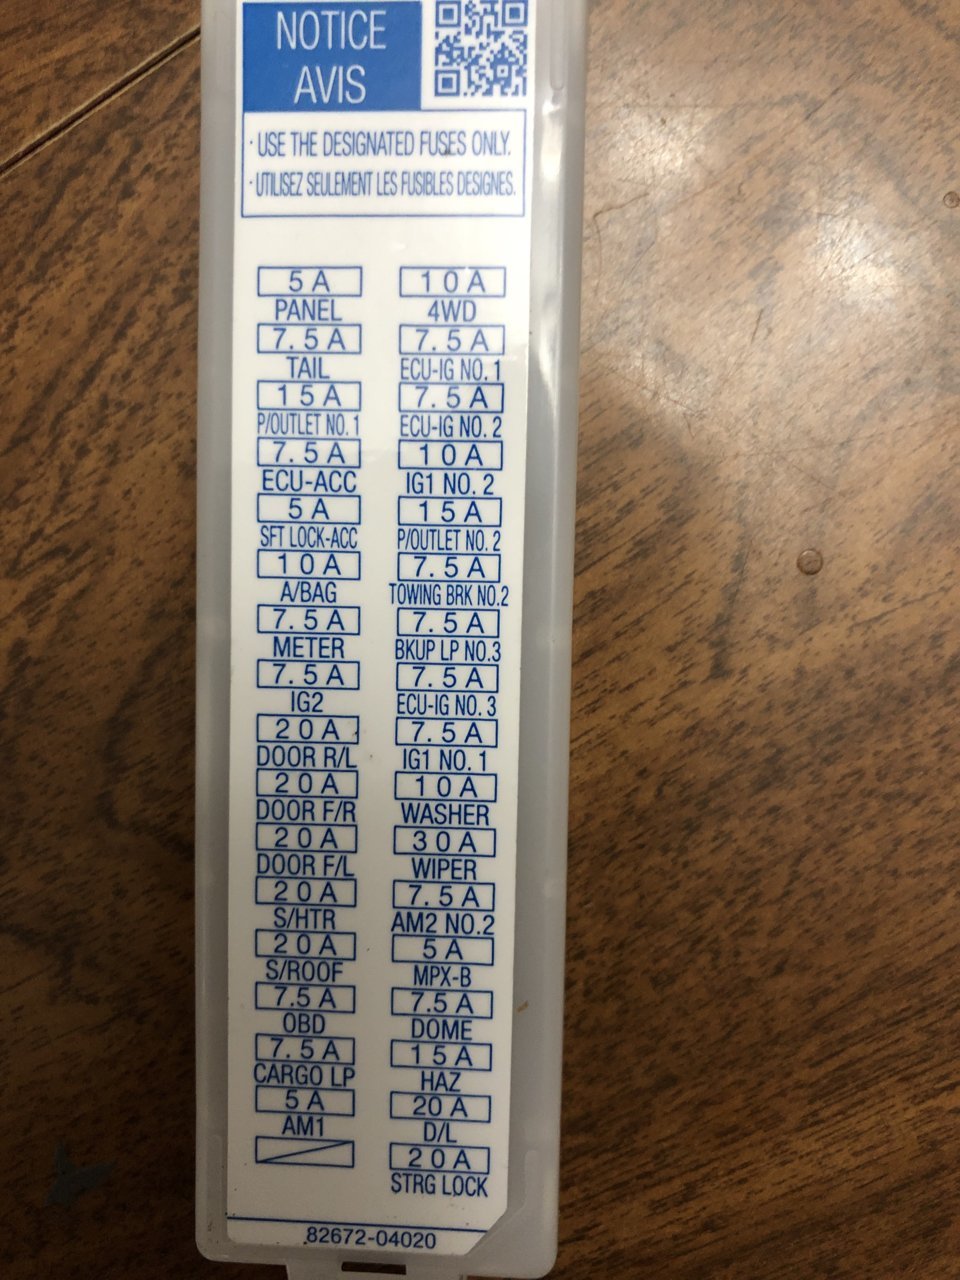 NOTICE
AVIS
· USE THE DESIGNATED FUSES ONLY.
· UTILISEZ SEULEMENT LES FUSIBLES DESIGNES.
5 A
PANEL
7.5 A
TAIL
15 A
P/OUTLET NO. 1
7.5 A
ECU-ACC
5 A
SFT LOCK-ACC
10 A
A/BAG
7.5 A
METER
7.5 A
IG2
20 A
DOOR R/L
20 A
DOOR F/R
20 A
DOOR F/L
20 A
S/HTR
20 A
S/ROOF
7.5 A
OBD
7.5 A
CARGO LP
5 A
AM1
10 A
4WD
7.5 A
ECU-IG NO. 1
7.5 A
ECU-IG NO. 2
10 A
IG1 NO. 2
15 A
P/OUTLET NO. 2
7.5 A
TOWING BRK NO.2
7.5 A
BKUP LP NO.3
7.5 A
ECU-IG NO. 3
7.5 A
IG1 NO. 1
10 A
WASHER
30 A
WIPER
7.5 A
AM2 NO.2
5 A
MPX-B
7.5 A
DOME
15 A
HAZ
20 A
D/L
20 A
STRG LOCK
82672-04020